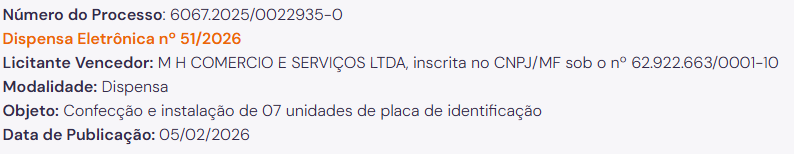 Número do Processo: 6067.2025/0022935-0
Dispensa Eletrônica nº 51/2026
Licitante Vencedor: M H COMERCIO E SERVIÇOS LTDA, inscrita no CNPJ/MF sob o nº 62.922.663/0001-10
Modalidade: Dispensa
Objeto: Confecção e instalação de 07 unidades de placa de identificação
Data de Publicação: 05/02/2026